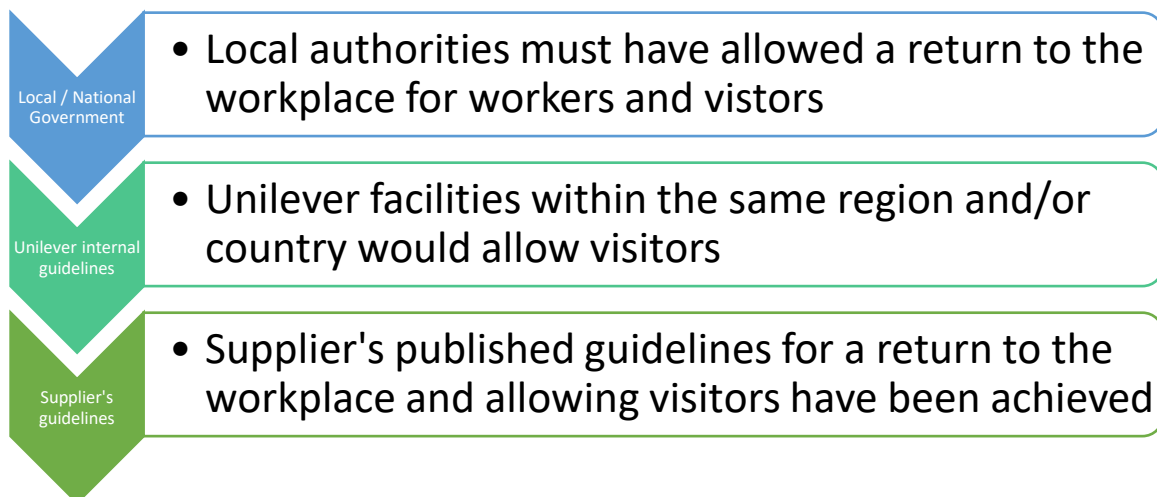 Local / National
Government
• Local authorities must have allowed a return to the
workplace for workers and vistors
Unilever internal
guidelines
• Unilever facilities within the same region and/or
country would allow visitors
Supplier's
guidelines
• Supplier's published guidelines for a return to the
workplace and allowing visitors have been achieved